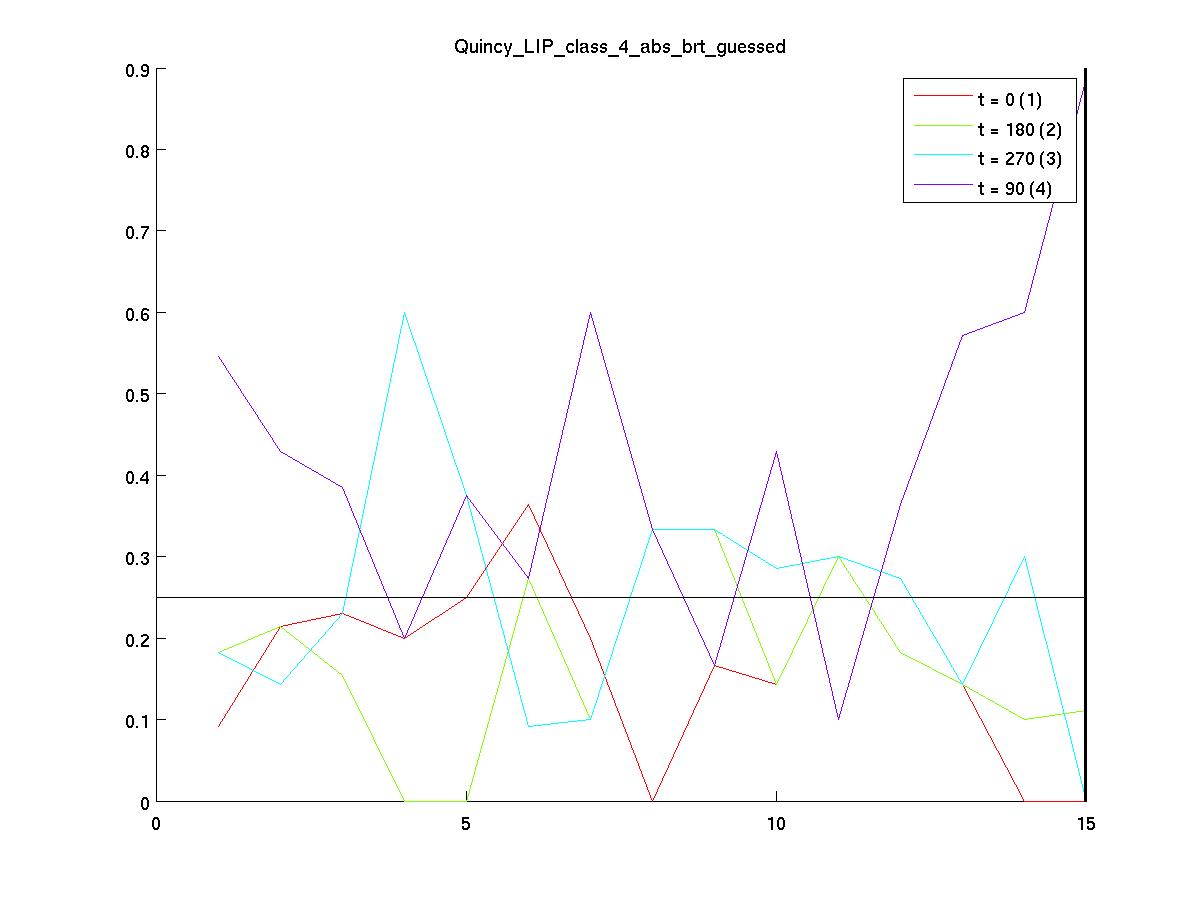 Quincy_LIP_class_4_abs_brt_guessed
0.9
0.8
0.7
0.6
0.5
0.4
0.3
0.2
0.1
0
t = 0 (1)
t = 180 (2)
t = 270 (3)
t = 90 (4)
0 5 10 15